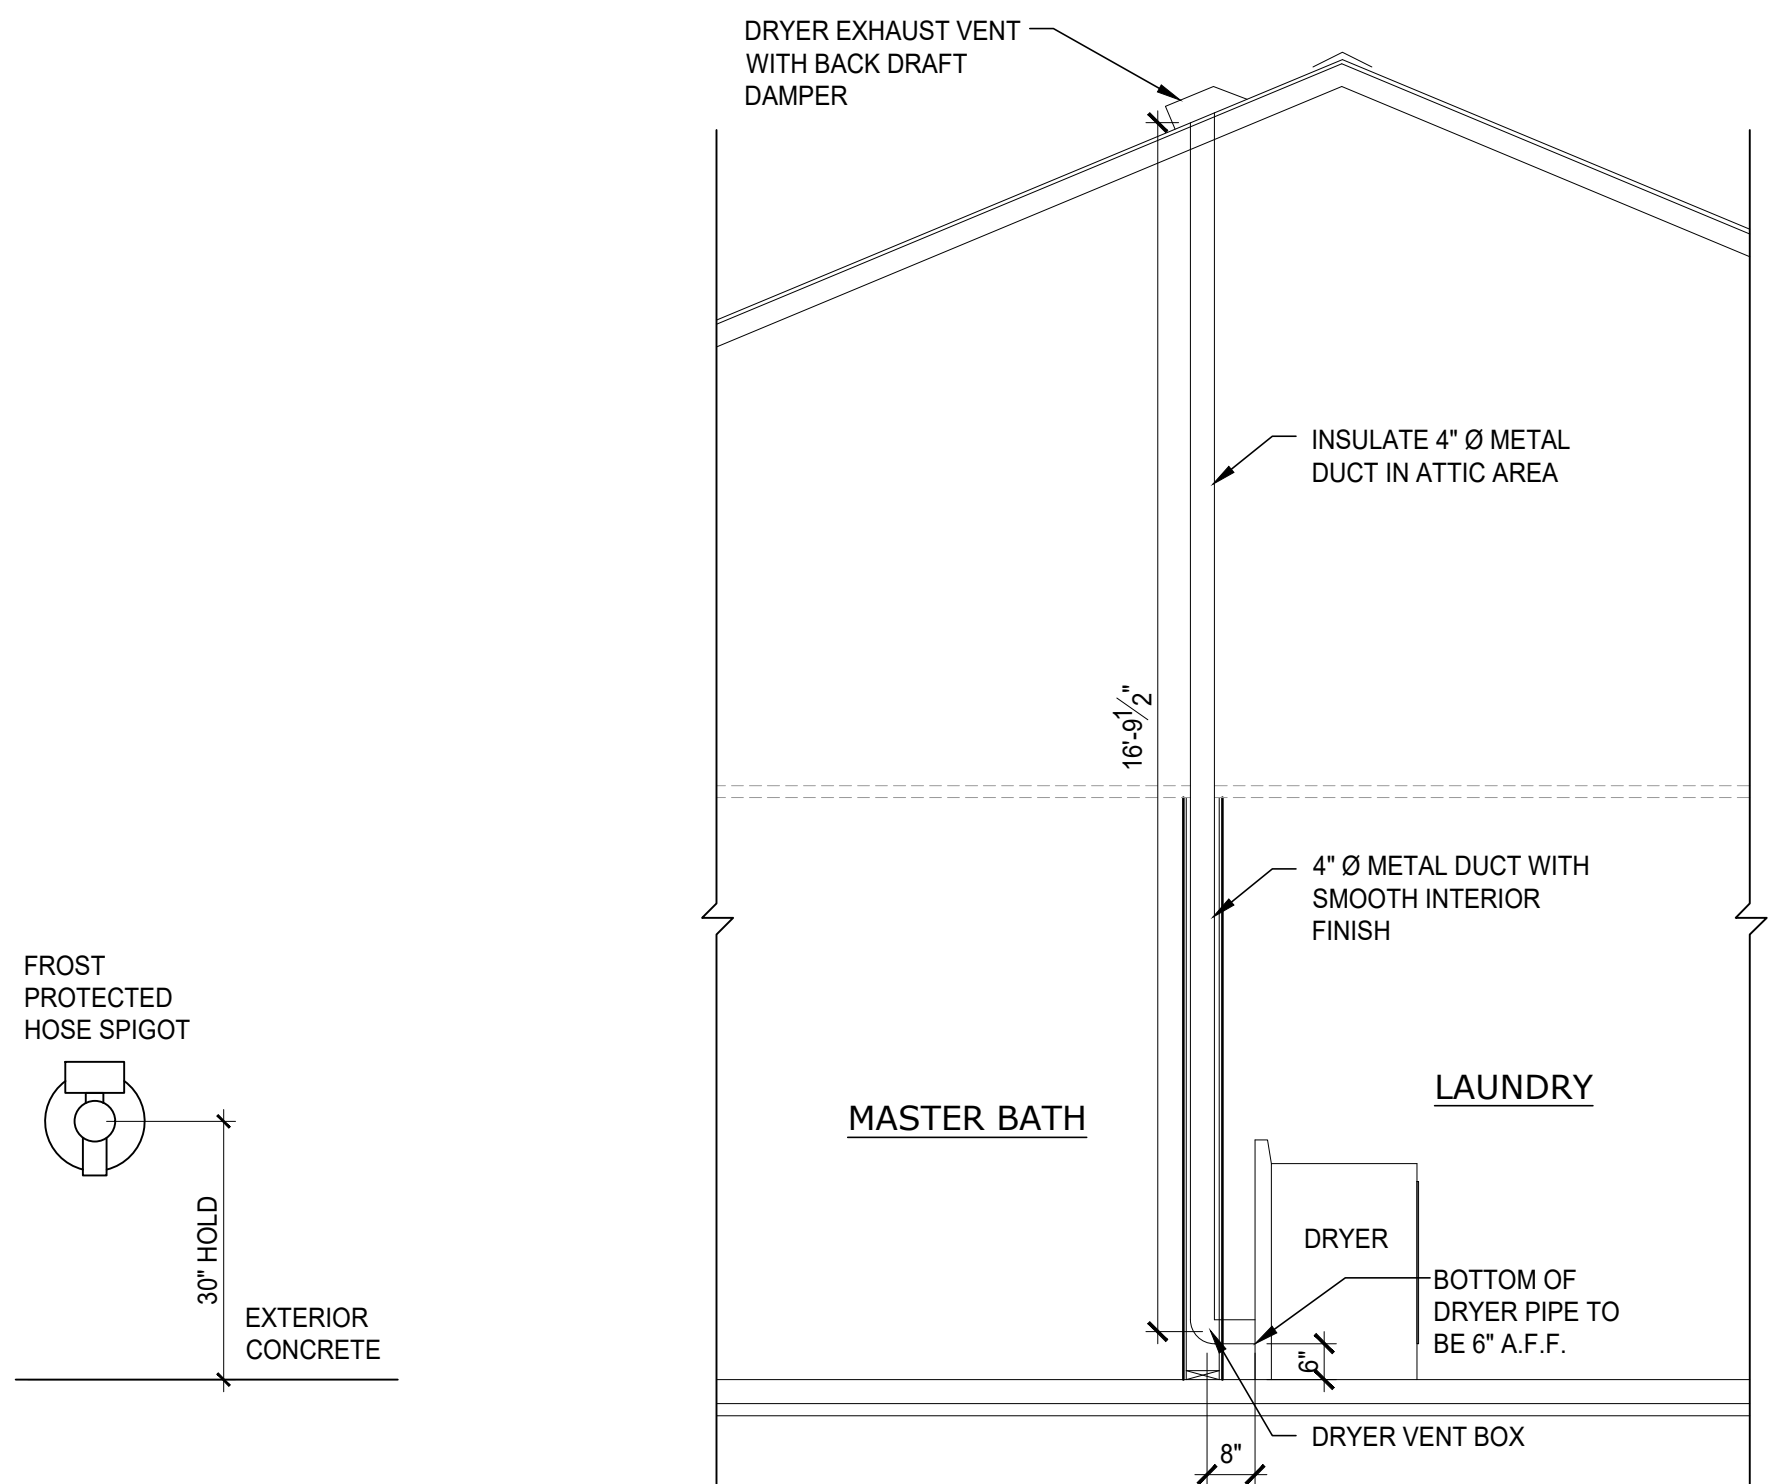 DRYER EXHAUST VENT
WITH BACK DRAFT
DAMPER
INSULATE 4" Ø METAL
DUCT IN ATTIC AREA
16'-9 1/2"
4" Ø METAL DUCT WITH
SMOOTH INTERIOR
FINISH
FROST
PROTECTED
HOSE SPIGOT
MASTER BATH
LAUNDRY
30" HOLD
EXTERIOR
CONCRETE
DRYER
BOTTOM OF
DRYER PIPE TO
BE 6" A.F.F.
6"
DRYER VENT BOX
8"